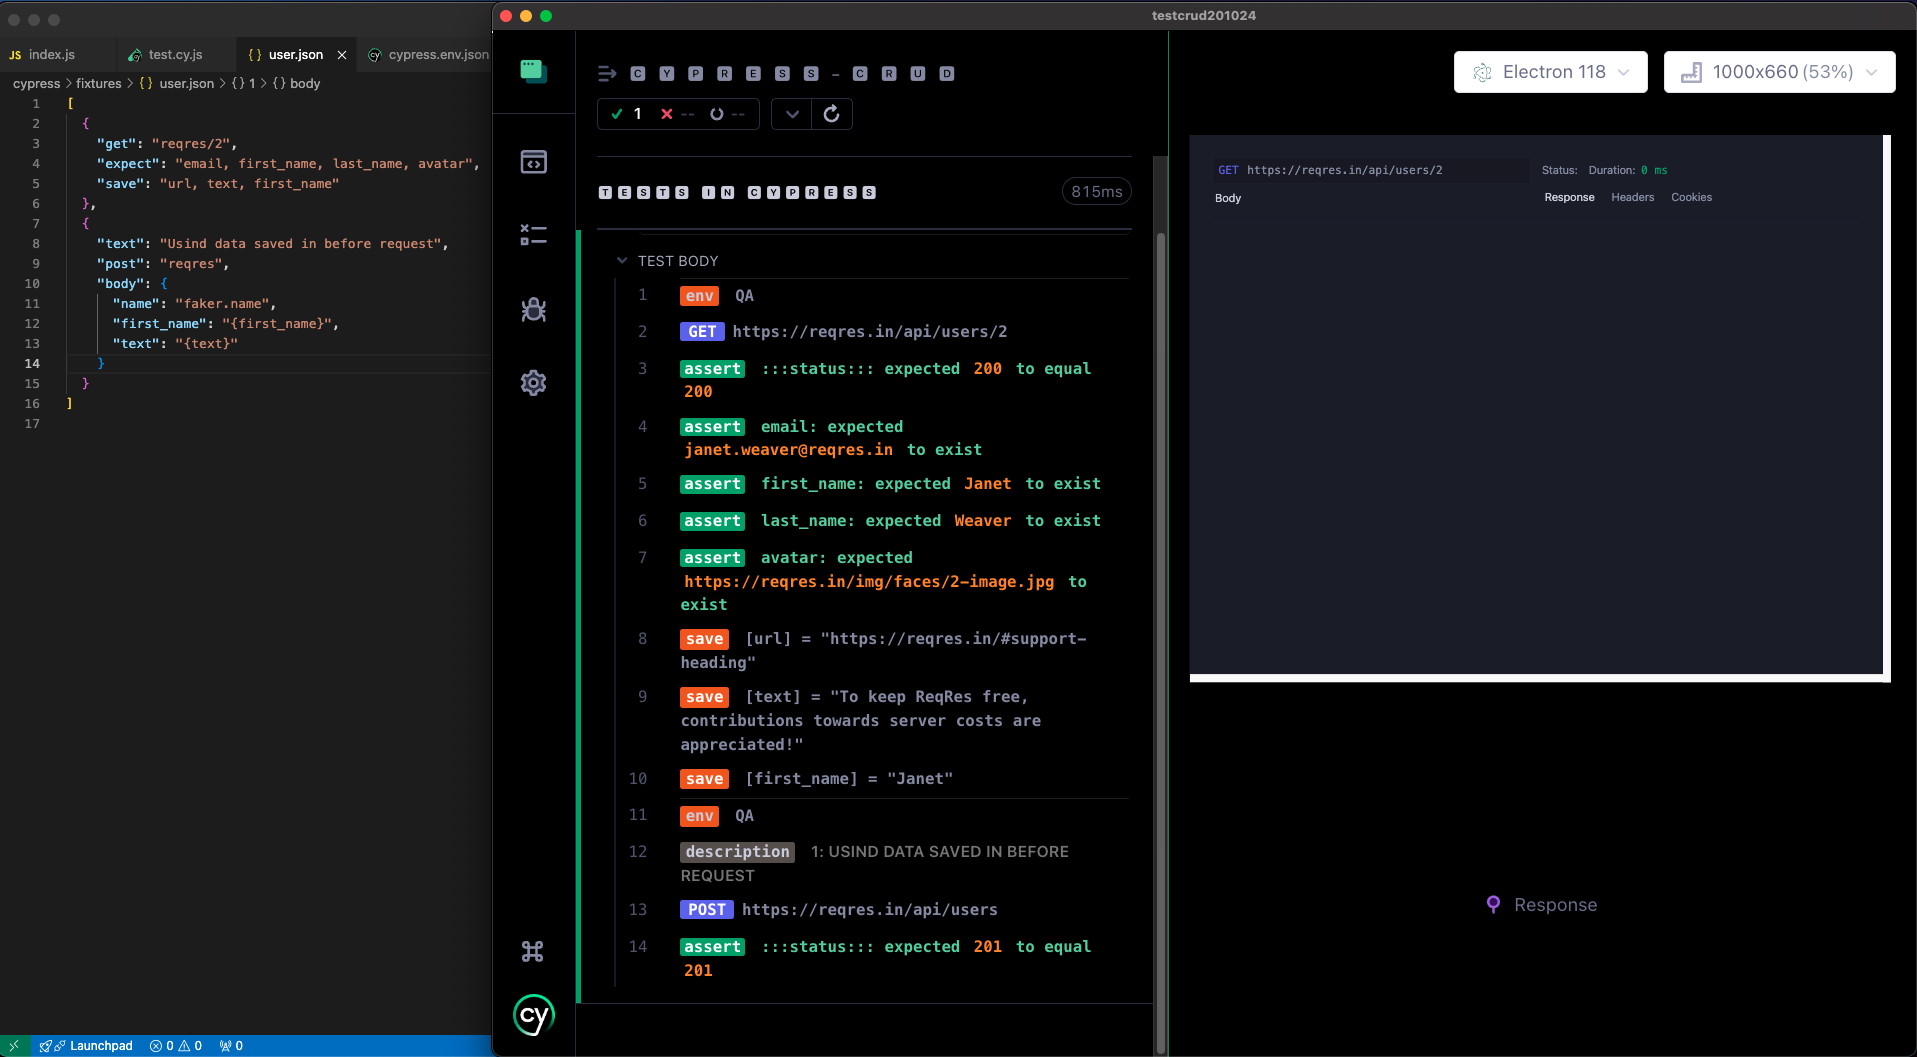 index.js
test.cy.js
user.json
cypress.env.json
cypress > fixtures > {} user.json > {} 1 > {} body
1 [
2 {
3 "get": "reqres/2",
4 "expect": "email, first_name, last_name, avatar",
5 "save": "url, text, first_name"
6 },
7 {
8 "text": "Usind data saved in before request",
9 "post": "reqres",
10 "body": {
11 "name": "faker.name",
12 "first_name": "{first_name}",
13 "text": "{text}"
14 }
15 }
16 ]
17
Launchpad
0 0
0
testcrud201024
CYPRESS - CRUD
1 -- --
TESTS IN CYPRESS
815ms
TEST BODY
1 env QA
2 GET https://reqres.in/api/users/2
3 assert :::status::: expected 200 to equal
200
4 assert email: expected
janet.weaver@reqres.in to exist
5 assert first_name: expected Janet to exist
6 assert last_name: expected Weaver to exist
7 assert avatar: expected
https://reqres.in/img/faces/2-image.jpg to
exist
8 save [url] = "https://reqres.in/#support-
heading"
9 save [text] = "To keep ReqRes free,
contributions towards server costs are
appreciated!"
10 save [first_name] = "Janet"
11 env QA
12 description 1: USIND DATA SAVED IN BEFORE
REQUEST
13 POST https://reqres.in/api/users
14 assert :::status::: expected 201 to equal
201
cy
Electron 118
1000x660 (53%)
GET https://reqres.in/api/users/2
Status: Duration: 0 ms
Body
Response Headers Cookies
Response